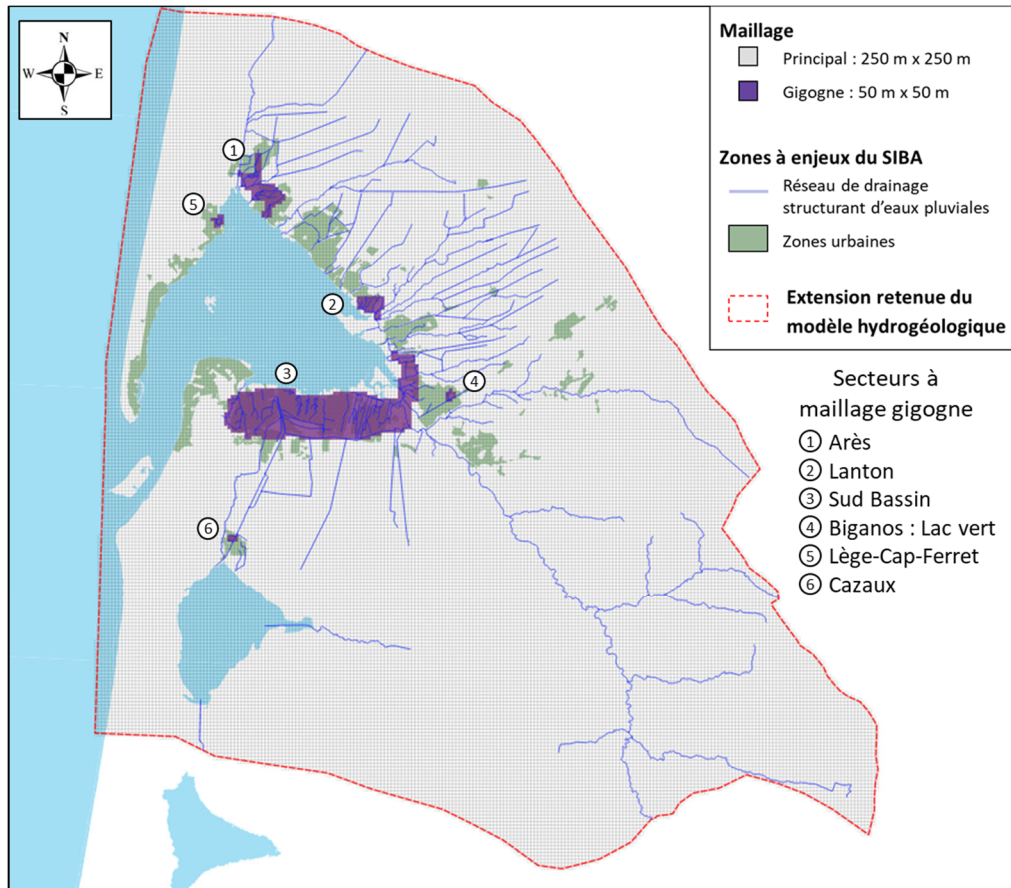 N
W E
S
Maillage
Principal : 250 m x 250 m
Gigogne : 50 m x 50 m
Zones à enjeux du SIBA
Réseau de drainage
structurant d'eaux pluviales
Zones urbaines
Extension retenue du
modèle hydrogéologique
Secteurs à
maillage gigogne
1 Arès
2 Lanton
3 Sud Bassin
4 Biganos : Lac vert
5 Lège-Cap-Ferret
6 Cazaux
1
5
2
3
4
6